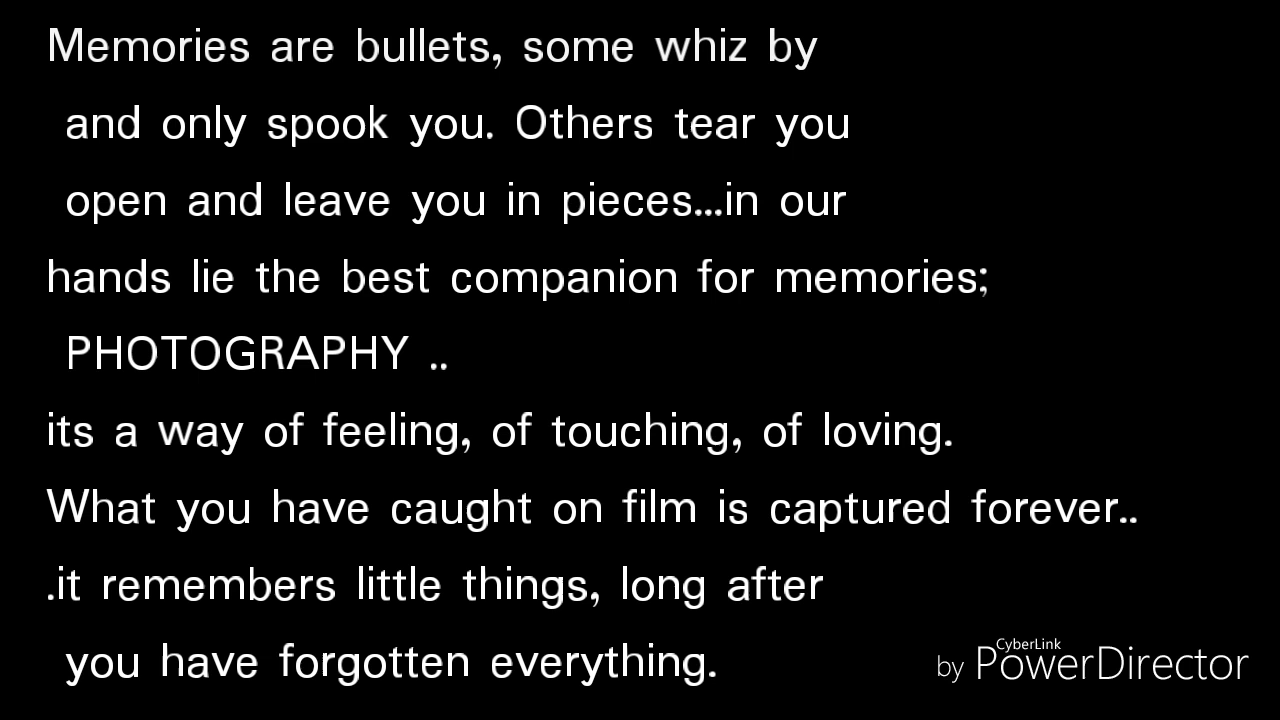 Memories are bullets, some whiz by
and only spook you. Others tear you
open and leave you in pieces...in our
hands lie the best companion for memories;
PHOTOGRAPHY ..
its a way of feeling, of touching, of loving.
What you have caught on film is captured forever..
.it remembers little things, long after
you have forgotten everything.
by CyberLink PowerDirector